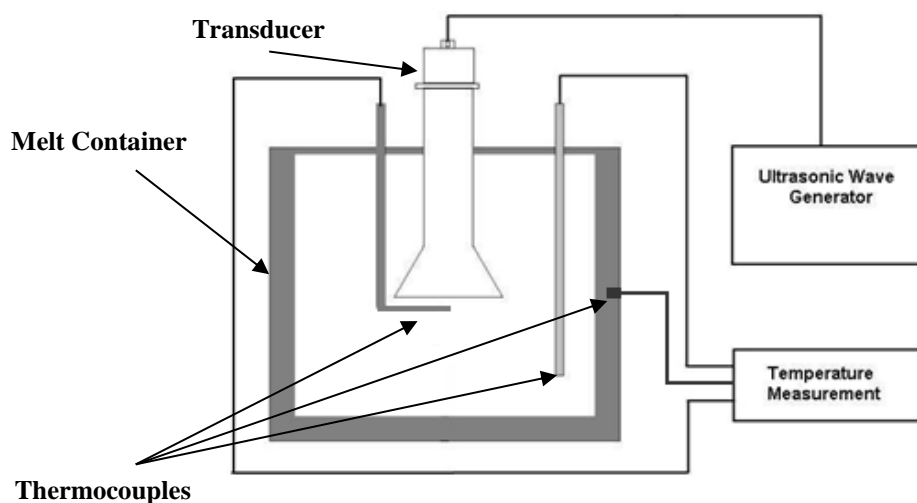 Transducer
Melt Container
Ultrasonic Wave
Generator
Temperature
Measurement
Thermocouples